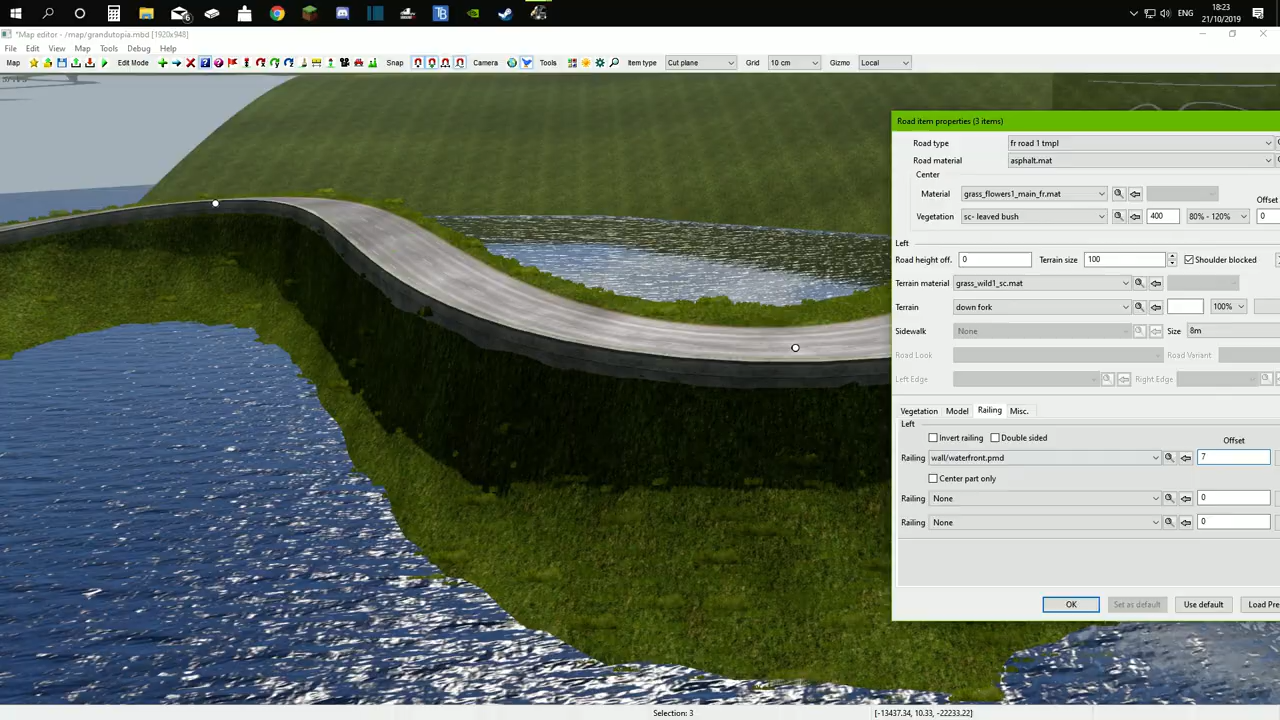 ENG
18:23
21/10/2019
*Map editor - /map/grandutopia.mbd [1920x948]
File Edit View Map Tools Debug Help
Map Edit Mode Snap Camera Tools Item type Cut plane Grid 10 cm Gizmo Local
Road item properties (3 items)
Road type fr road 1 tmpl
Road material asphalt.mat
Center
Material grass_flowers1_main_fr.mat
Offset
Vegetation sc- leaved bush 400 80% - 120% 0
Left
Road height off. 0 Terrain size 100 Shoulder blocked
Terrain material grass_wild1_sc.mat
Terrain down fork 100%
Sidewalk None Size 8m
Road Look Road Variant
Left Edge Right Edge
Vegetation Model Railing Misc.
Left
Invert railing Double sided Offset
Railing wall/waterfront.pmd 7
Center part only
Railing None 0
Railing None 0
OK Set as default Use default Load Pre
Selection: 3 [-13437.34, 10.33, -22233.22]